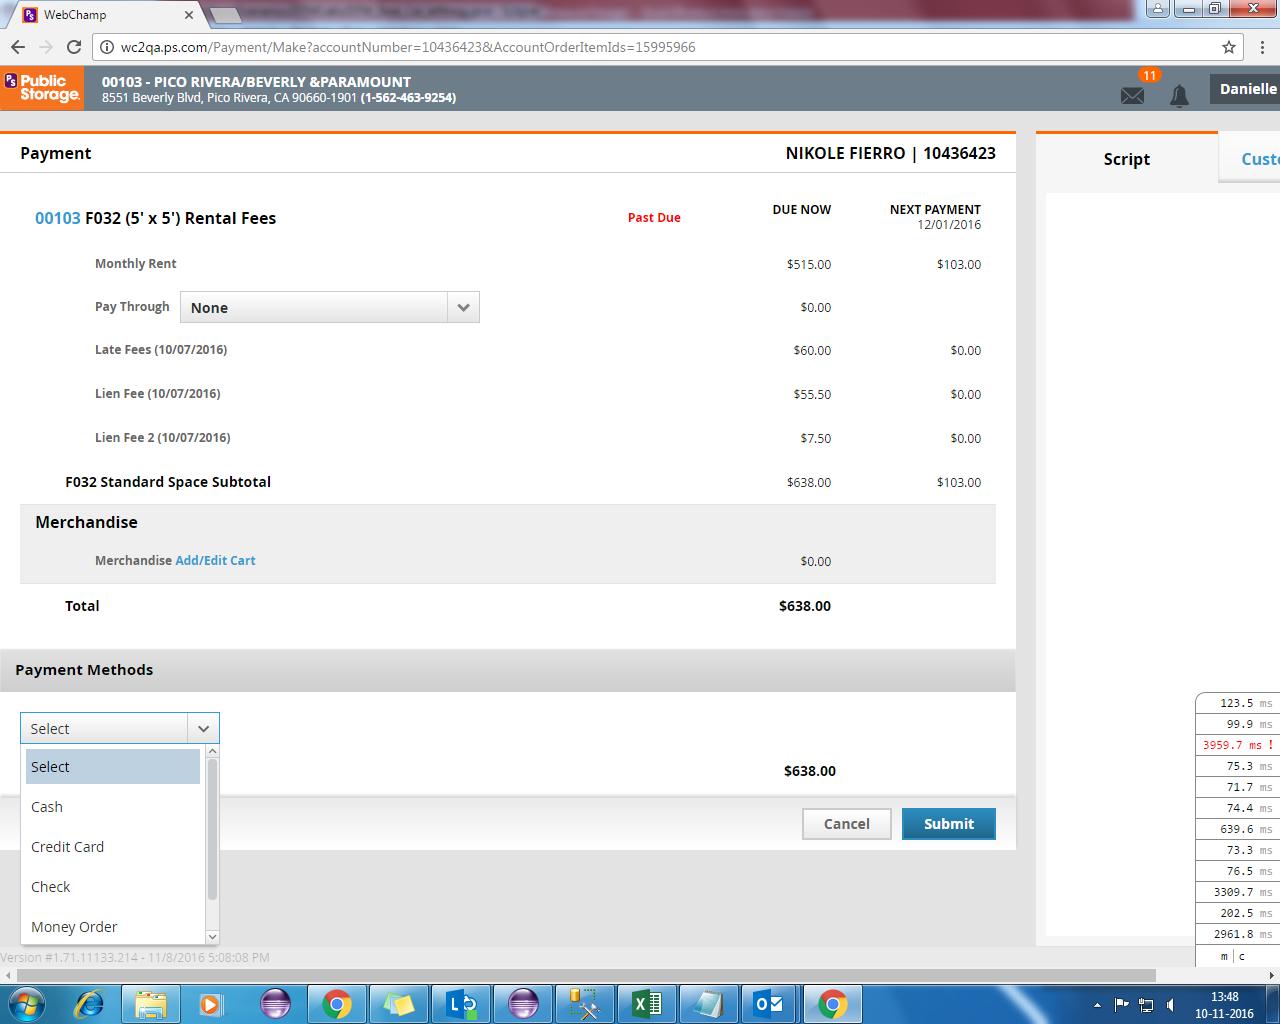 WebChamp
wc2qa.ps.com/Payment/Make?accountNumber=10436423&AccountOrderItemIds=15995966
PS Public Storage.
00103 - PICO RIVERA/BEVERLY &PARAMOUNT
8551 Beverly Blvd, Pico Rivera, CA 90660-1901 (1-562-463-9254)
11
Danielle
Payment
NIKOLE FIERRO | 10436423
Script
Custo
00103 F032 (5' x 5') Rental Fees
Past Due
DUE NOW
NEXT PAYMENT
12/01/2016
Monthly Rent $515.00 $103.00
Pay Through None $0.00
Late Fees (10/07/2016) $60.00 $0.00
Lien Fee (10/07/2016) $55.50 $0.00
Lien Fee 2 (10/07/2016) $7.50 $0.00
F032 Standard Space Subtotal $638.00 $103.00
Merchandise
Merchandise Add/Edit Cart $0.00
Total $638.00
Payment Methods
Select
Select
Cash
Credit Card
Check
Money Order
$638.00
Cancel
Submit
123.5 ms
99.9 ms
3959.7 ms !
75.3 ms
71.7 ms
74.4 ms
639.6 ms
73.3 ms
76.5 ms
3309.7 ms
202.5 ms
2961.8 ms
m | c
Version #1.71.11133.214 - 11/8/2016 5:08:08 PM
13:48
10-11-2016